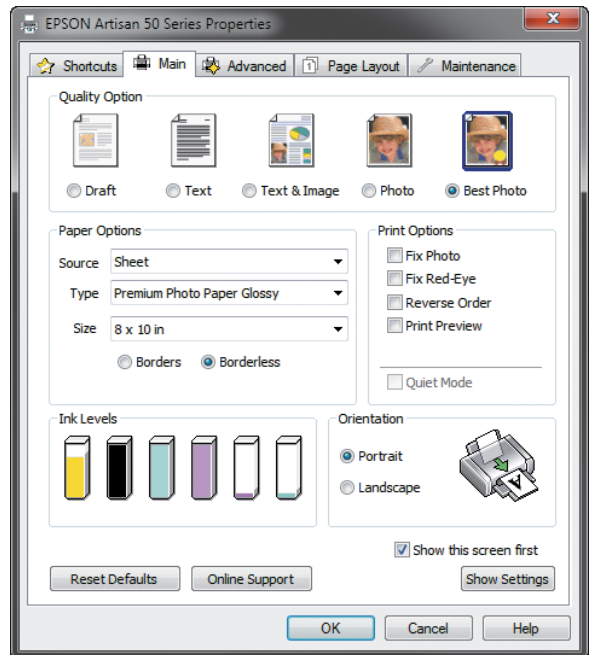 EPSON Artisan 50 Series Properties
Shortcuts Main Advanced 1 Page Layout Maintenance
Quality Option
Draft Text Text & Image Photo Best Photo
Paper Options
Source Sheet
Type Premium Photo Paper Glossy
Size 8 x 10 in
Borders Borderless
Print Options
Fix Photo
Fix Red-Eye
Reverse Order
Print Preview
Quiet Mode
Ink Levels
Orientation
Portrait
Landscape
A
Show this screen first
Reset Defaults Online Support Show Settings
OK Cancel Help